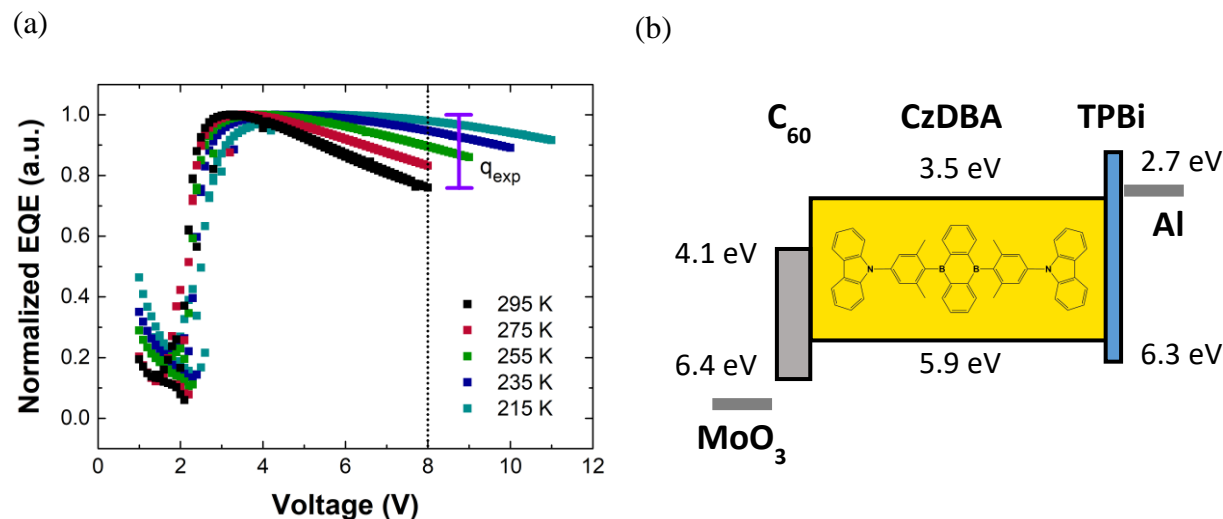 (a)
Normalized EQE (a.u.)
1.0
0.8
0.6
0.4
0.2
0.0
q_exp
295 K
275 K
255 K
235 K
215 K
0 2 4 6 8 10 12
Voltage (V)
(b)
C60 CzDBA TPBi
3.5 eV 2.7 eV
Al
4.1 eV
N B B N
6.4 eV 5.9 eV 6.3 eV
MoO3